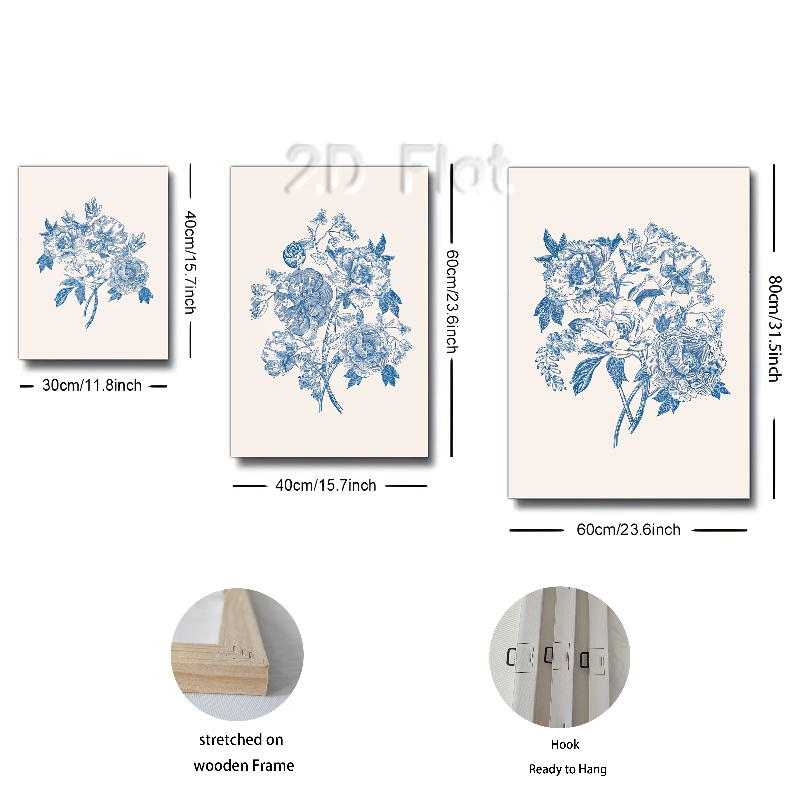 2D Flat
40cm/15.7inch
30cm/11.8inch
60cm/23.6inch
40cm/15.7inch
80cm/31.5inch
60cm/23.6inch
stretched on
wooden Frame
Hook
Ready to Hang